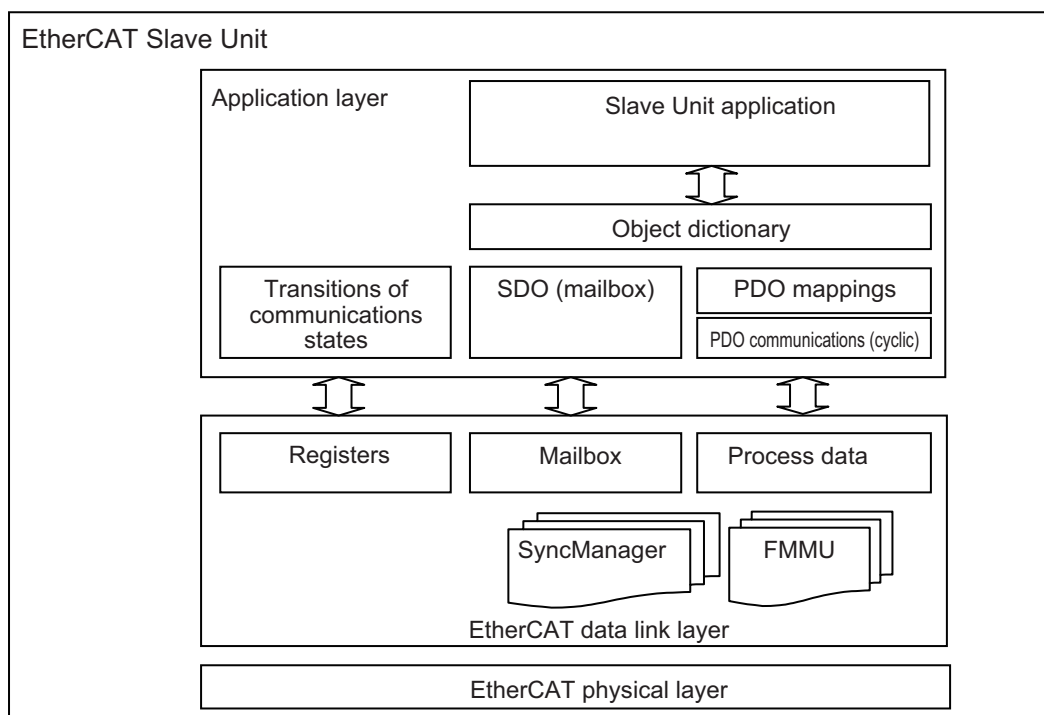 EtherCAT Slave Unit
Application layer
Slave Unit application
Object dictionary
Transitions of
communications
states
SDO (mailbox)
PDO mappings
PDO communications (cyclic)
Registers
Mailbox
Process data
SyncManager
FMMU
EtherCAT data link layer
EtherCAT physical layer